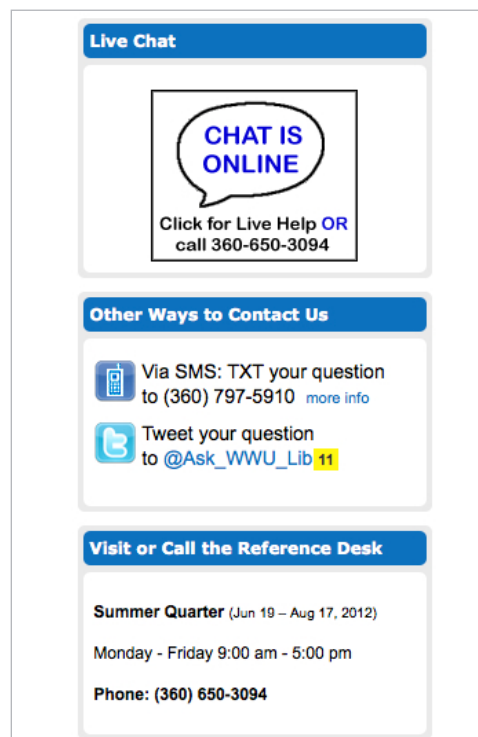 Live Chat
CHAT IS
ONLINE
Click for Live Help OR
call 360-650-3094
Other Ways to Contact Us
Via SMS: TXT your question
to (360) 797-5910 more info
Tweet your question
to @Ask_WWU_Lib 11
Visit or Call the Reference Desk
Summer Quarter (Jun 19 – Aug 17, 2012)
Monday - Friday 9:00 am - 5:00 pm
Phone: (360) 650-3094